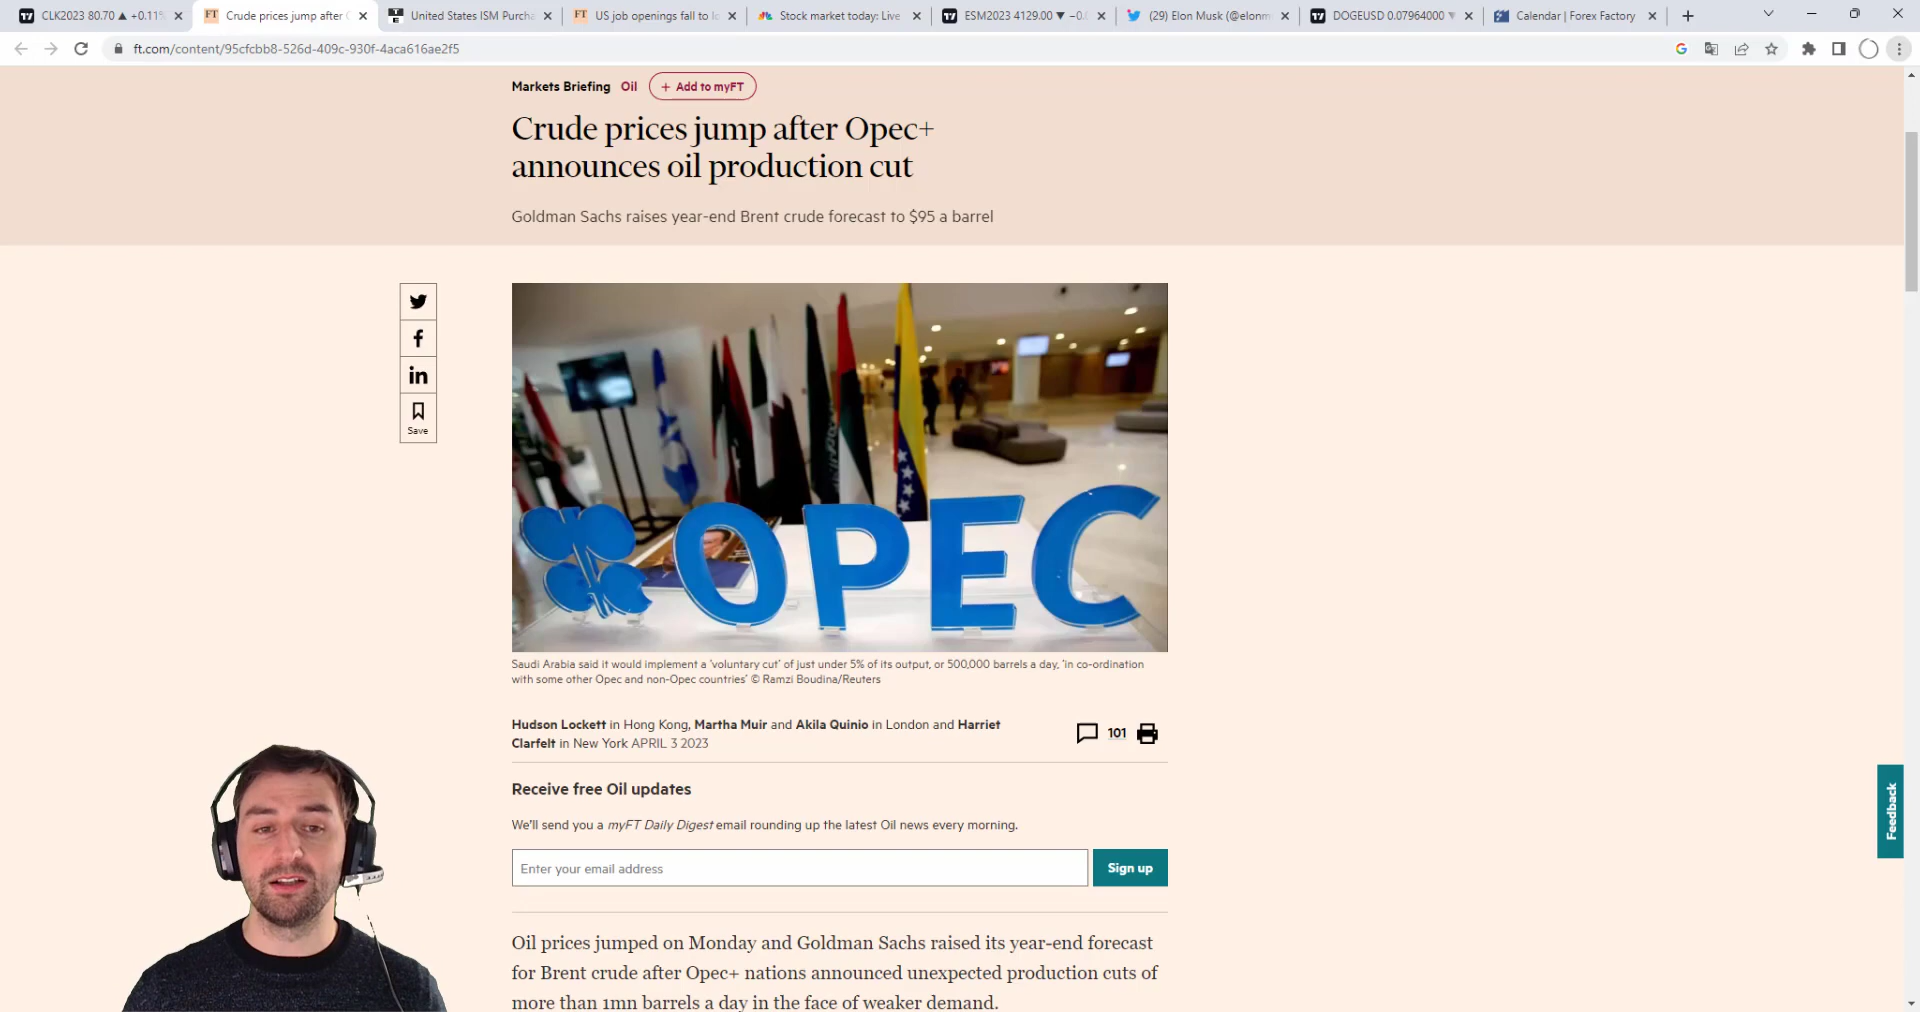 CLK2023 80.70 ▲ +0.11%
Crude prices jump after O
United States ISM Purcha
US job openings fall to lo
Stock market today: Live
ESM2023 4129.00 ▼ −0.
(29) Elon Musk (@elonm
DOGEUSD 0.07964000 ▼
Calendar | Forex Factory
ft.com/content/95cfcbb8-526d-409c-930f-4aca616ae2f5
Markets Briefing Oil + Add to myFT
Crude prices jump after Opec+
announces oil production cut
Goldman Sachs raises year-end Brent crude forecast to $95 a barrel
Save
OPEC
Saudi Arabia said it would implement a 'voluntary cut' of just under 5% of its output, or 500,000 barrels a day, 'in co-ordination
with some other Opec and non-Opec countries' © Ramzi Boudina/Reuters
Hudson Lockett in Hong Kong, Martha Muir and Akila Quinio in London and Harriet
Clarfelt in New York APRIL 3 2023
101
Receive free Oil updates
We'll send you a myFT Daily Digest email rounding up the latest Oil news every morning.
Enter your email address
Sign up
Feedback
Oil prices jumped on Monday and Goldman Sachs raised its year-end forecast
for Brent crude after Opec+ nations announced unexpected production cuts of
more than 1mn barrels a day in the face of weaker demand.